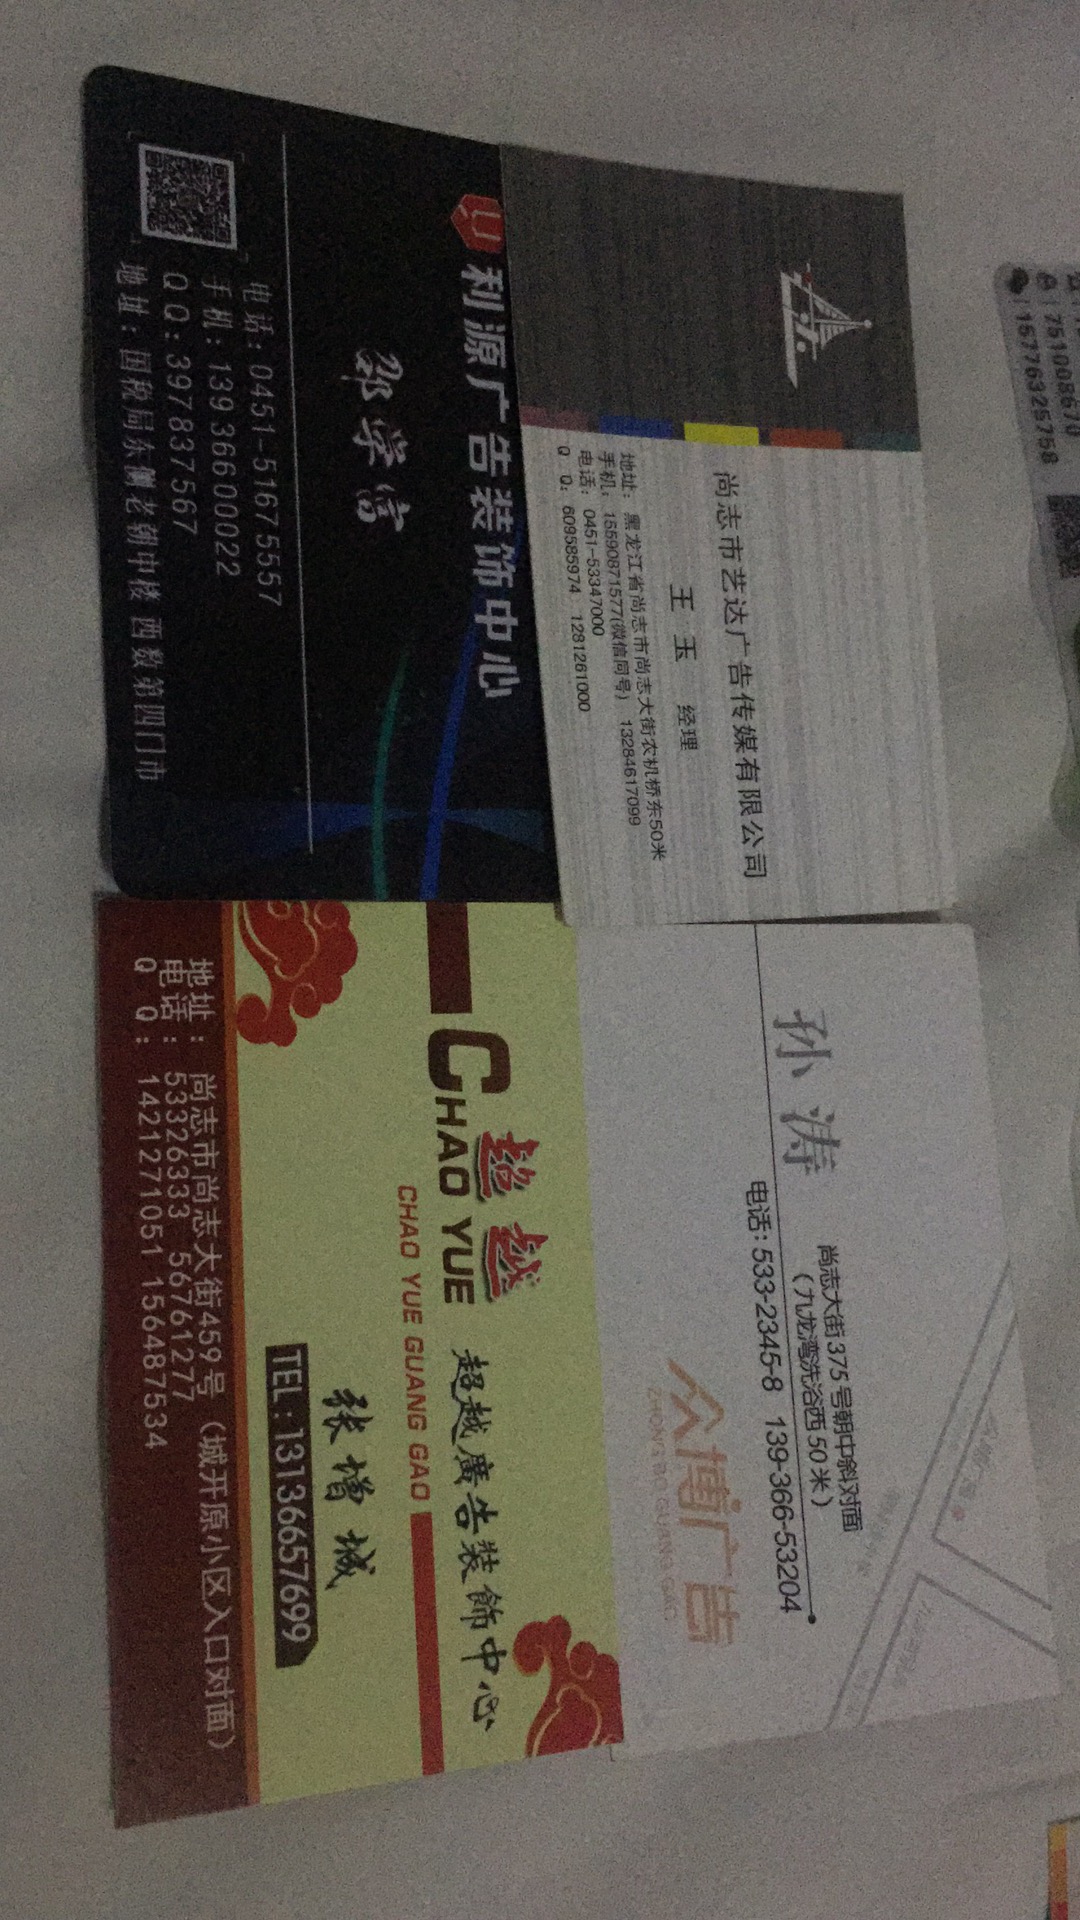 利源广告装饰中心
邵学富
电话:0451-51675557
手机:13936600022
QQ:397837567
地址:国税局东侧老朝中楼西数第四门市
尚志市艺达广告传媒有限公司
王 玉 经理
地址: 黑龙江省尚志市尚志大街农机桥东50米
手机: 15590871577(微信同号) 13284617099
电话: 0451-53347000
Q Q: 609585974 1281261000
超越
CHAO YUE 超越廣告裝飾中心
CHAO YUE GUANG GAO
张增城
TEL:13136657699
地址: 尚志市尚志大街459号(城开原小区入口对面)
电话: 53326333 56761277
Q Q: 1421271051 156487534
孙 涛
尚志大街375号朝中斜对面
(九龙湾洗浴西50米)
电话:533-2345-8 139-366-53204
众博广告
ZHONG BO GUANG GAO
751008670
15776325758